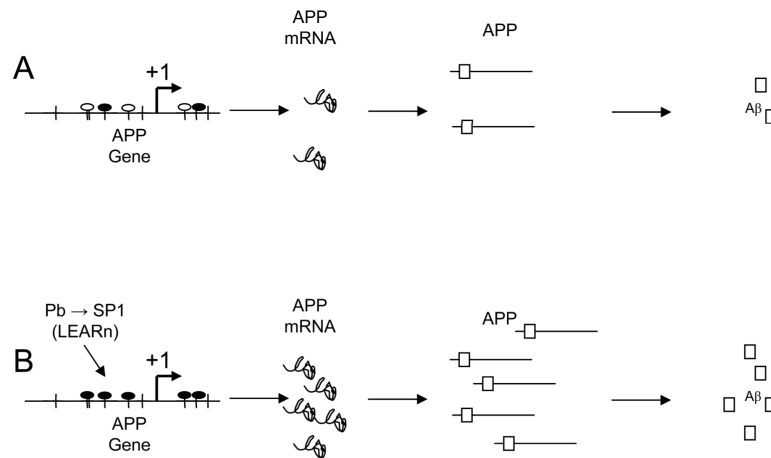 APP
mRNA
APP
A
+1
Aβ
APP
Gene
Pb → SP1
(LEARn)
APP
mRNA
APP
B
+1
Aβ
APP
Gene